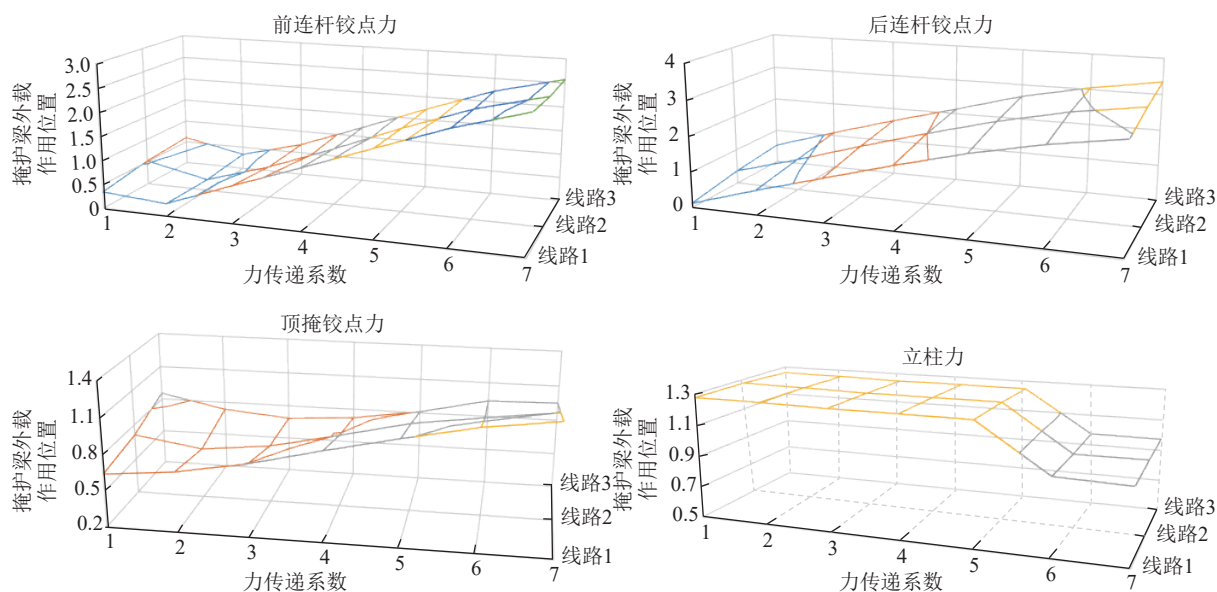 前连杆铰点力
掩护梁外载
作用位置
3.0
2.5
2.0
1.5
1.0
0.5
0
1
2
3
4
5
6
7
线路3
线路2
线路1
力传递系数
后连杆铰点力
掩护梁外载
作用位置
4
3
2
1
0
1
2
3
4
5
6
7
线路3
线路2
线路1
力传递系数
顶掩铰点力
掩护梁外载
作用位置
1.4
1.1
0.8
0.5
0.2
1
2
3
4
5
6
7
线路3
线路2
线路1
力传递系数
立柱力
掩护梁外载
作用位置
1.3
1.1
0.9
0.7
0.5
1
2
3
4
5
6
7
线路3
线路2
线路1
力传递系数